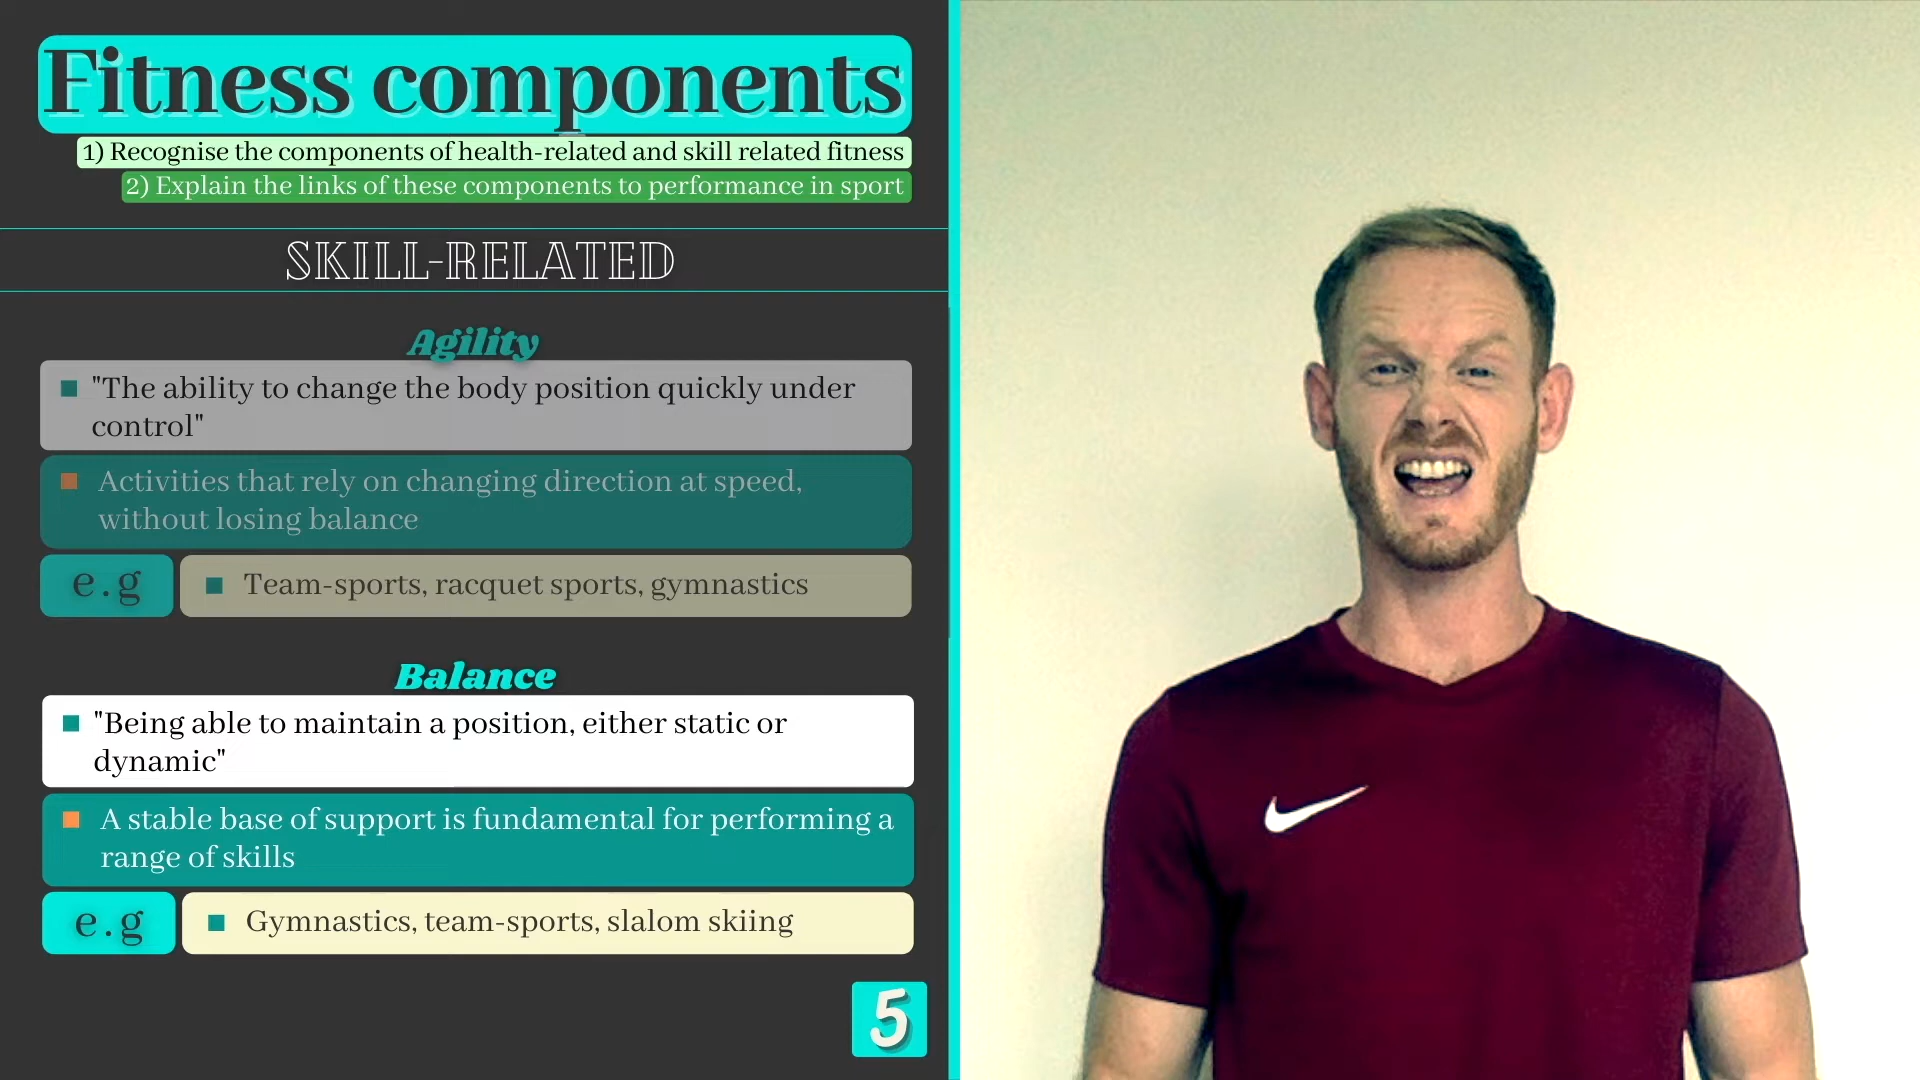 Fitness components
1) Recognise the components of health-related and skill related fitness
2) Explain the links of these components to performance in sport
SKILL-RELATED
Agility
"The ability to change the body position quickly under
control"
Activities that rely on changing direction at speed,
without losing balance
e.g
Team-sports, racquet sports, gymnastics
Balance
"Being able to maintain a position, either static or
dynamic"
A stable base of support is fundamental for performing a
range of skills
e.g
Gymnastics, team-sports, slalom skiing
5